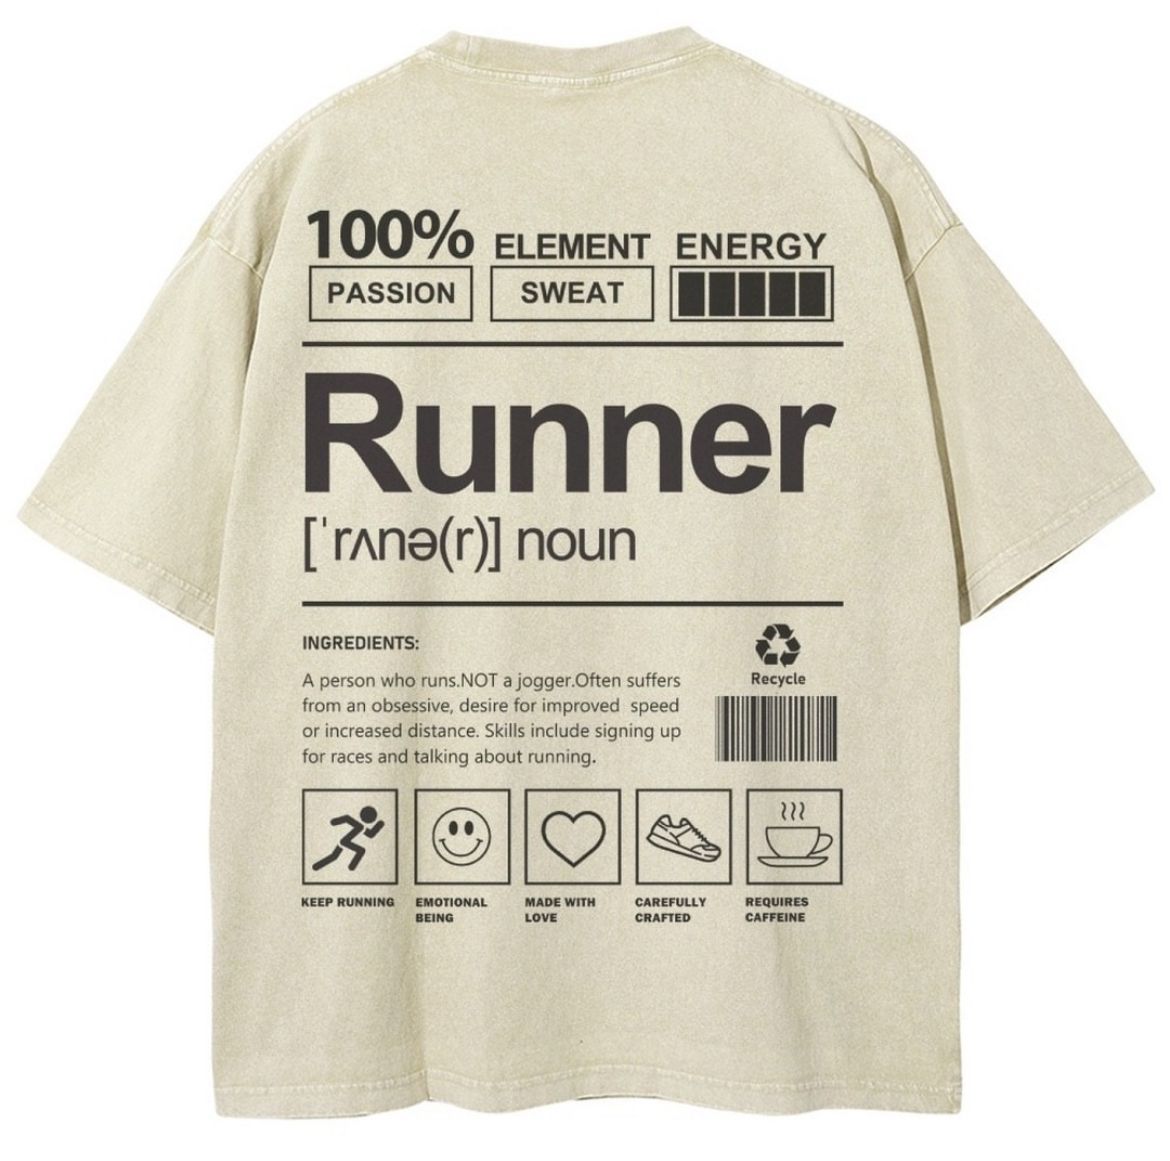 100% ELEMENT ENERGY
PASSION SWEAT
Runner
[ˈrʌnə(r)] noun
INGREDIENTS:
A person who runs.NOT a jogger.Often suffers
from an obsessive, desire for improved  speed
or increased distance. Skills include signing up
for races and talking about running.
Recycle
KEEP RUNNING
EMOTIONAL
BEING
MADE WITH
LOVE
CAREFULLY
CRAFTED
REQUIRES
CAFFEINE